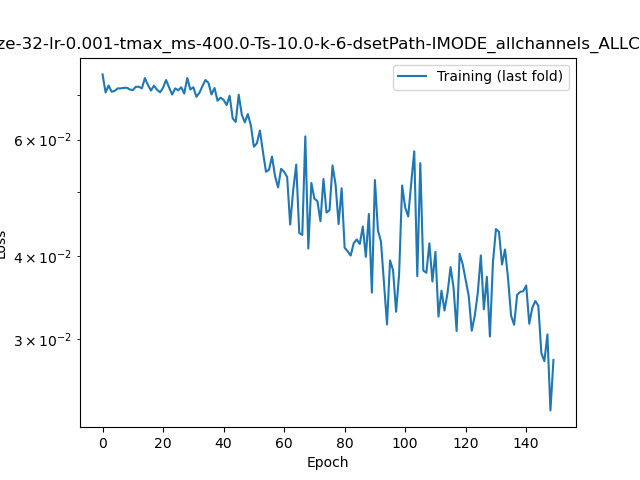 ze-32-lr-0.001-tmax_ms-400.0-Ts-10.0-k-6-dsetPath-IMODE_allchannels_ALLC
Training (last fold)
6 × 10⁻²
4 × 10⁻²
3 × 10⁻²
Loss
0 20 40 60 80 100 120 140
Epoch